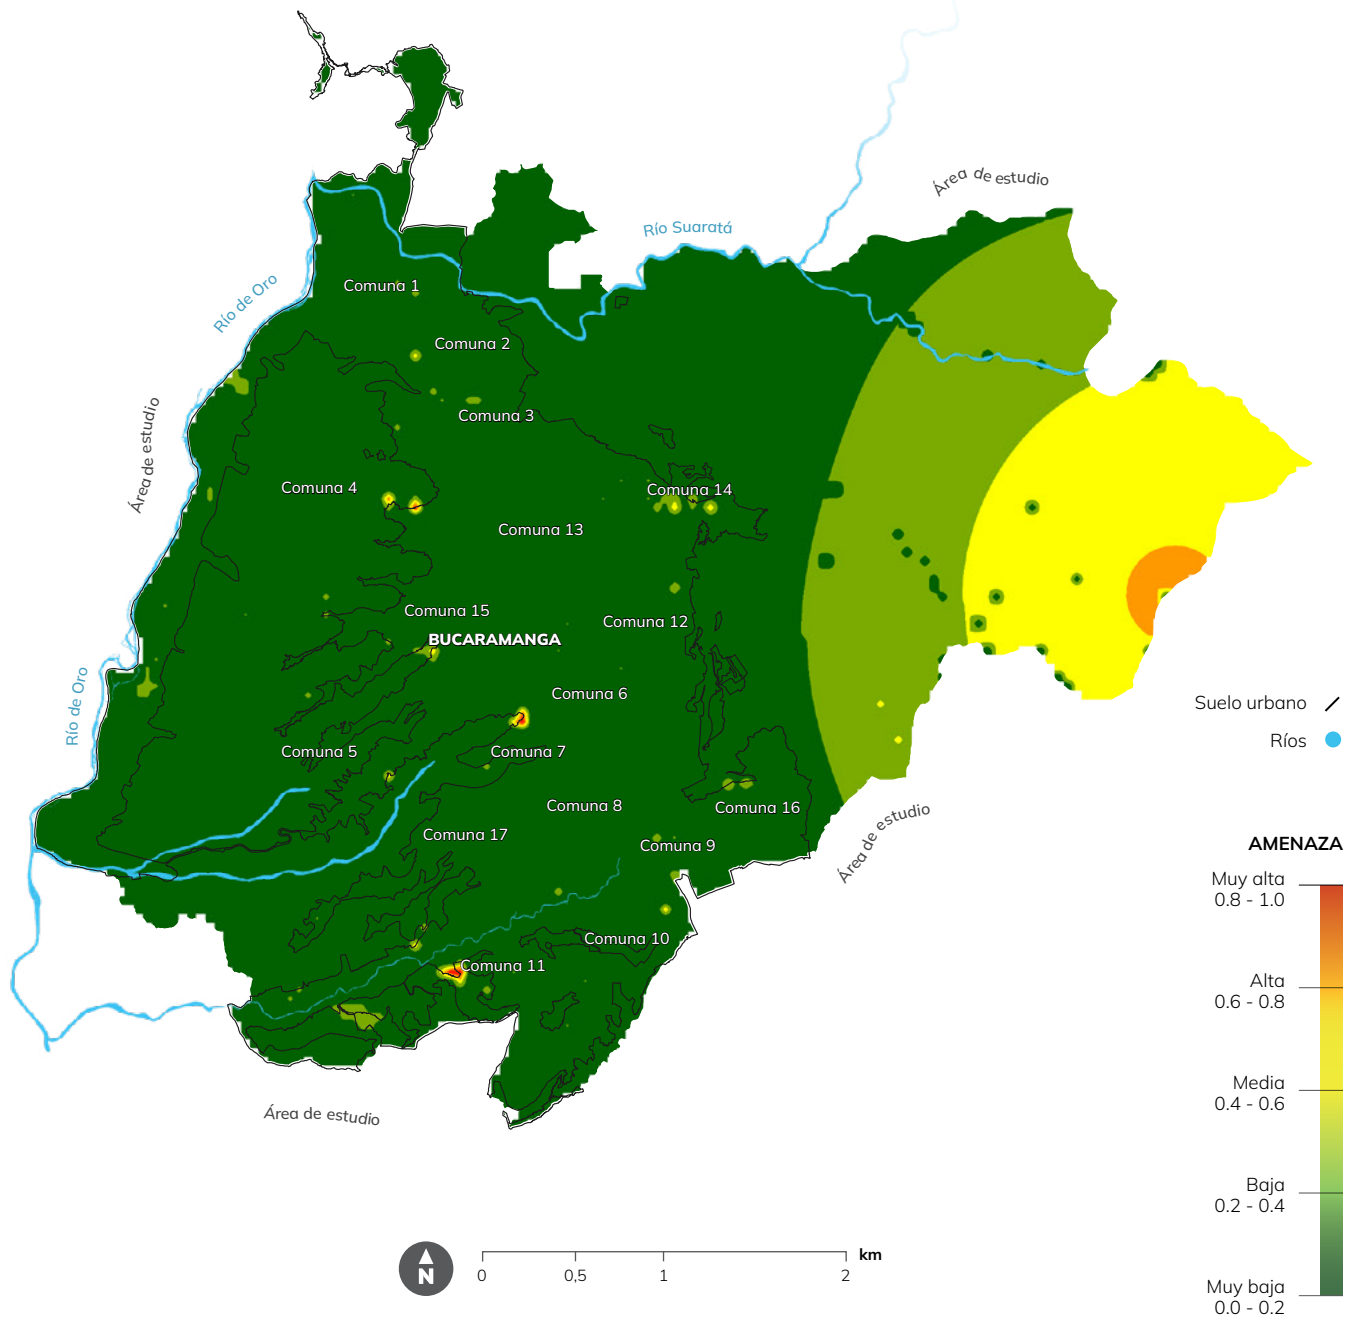 Área de estudio
Río Suaratá
Río de Oro
Comuna 1
Comuna 2
Área de estudio
Comuna 3
Comuna 4
Comuna 14
Comuna 13
Comuna 15
Comuna 12
BUCARAMANGA
Río de Oro
Comuna 6
Suelo urbano
Ríos
Comuna 5
Comuna 7
Comuna 8
Comuna 16
Área de estudio
Comuna 17
Comuna 9
Comuna 10
Comuna 11
Área de estudio
AMENAZA
Muy alta
0.8 - 1.0
Alta
0.6 - 0.8
Media
0.4 - 0.6
Baja
0.2 - 0.4
Muy baja
0.0 - 0.2
N
km
0 0,5 1 2